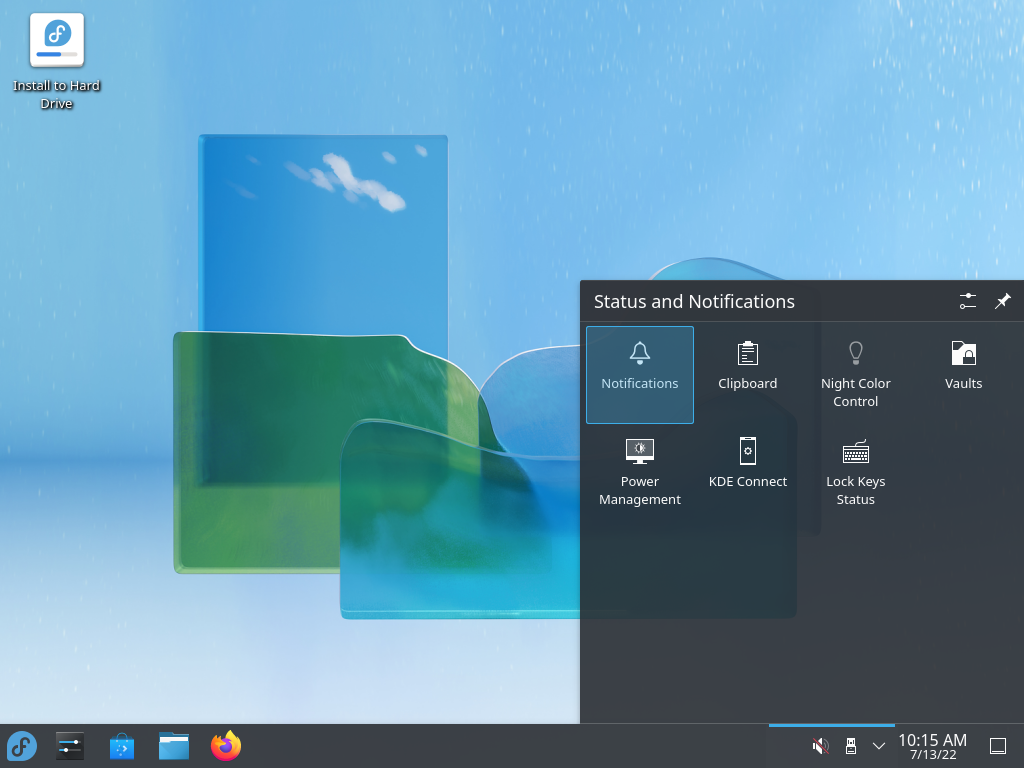 Install to Hard
Drive
Status and Notifications
Notifications
Clipboard
Night Color
Control
Vaults
Power
Management
KDE Connect
Lock Keys
Status
10:15 AM
7/13/22